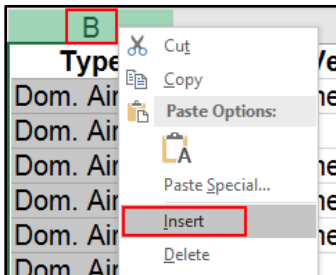 B
Type
Dom. Air
Dom. Air
Dom. Air
Dom. Air
Dom. Air
Dom. Air
Cut
Copy
Paste Options:
A
Paste Special...
Insert
Delete